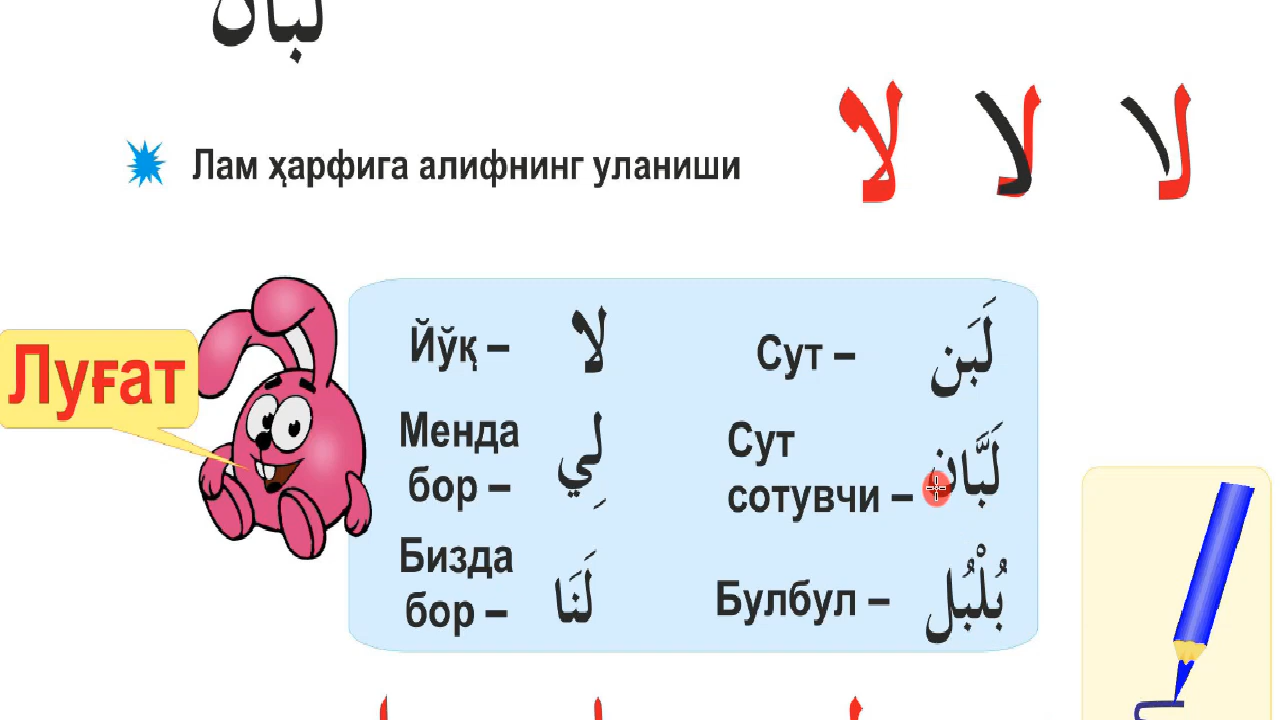 لَبَّان
Лам ҳарфига алифнинг уланиши
لا لا لا
Луғат
Йўқ – لا
Менда
бор – لِي
Бизда
бор – لَنَا
Сут – لَبَن
Сут
сотувчи – لَبَّان
Булбул – بُلْبُل